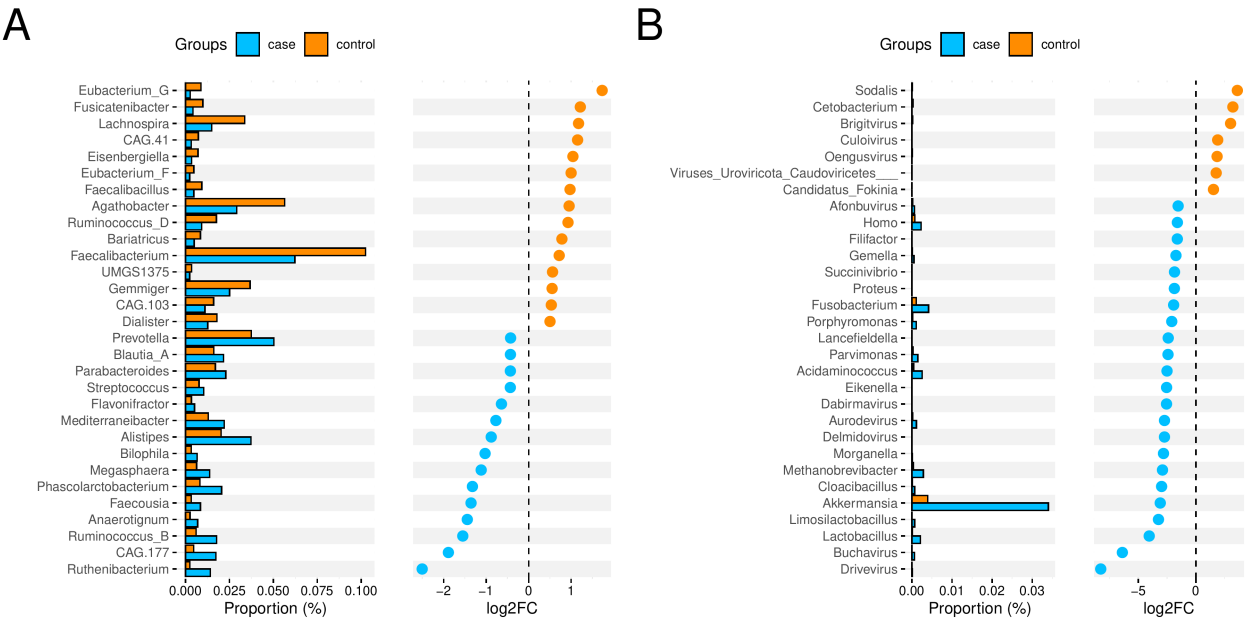 A
Groups case control
Eubacterium_G
Fusicatenibacter
Lachnospira
CAG.41
Eisenbergiella
Eubacterium_F
Faecalibacillus
Agathobacter
Ruminococcus_D
Bariatricus
Faecalibacterium
UMGS1375
Gemmiger
CAG.103
Dialister
Prevotella
Blautia_A
Parabacteroides
Streptococcus
Flavonifractor
Mediterraneibacter
Alistipes
Bilophila
Megasphaera
Phascolarctobacterium
Faecousia
Anaerotignum
Ruminococcus_B
CAG.177
Ruthenibacterium
0.000 0.025 0.050 0.075 0.100
Proportion (%)
−2 −1 0 1
log2FC
B
Groups case control
Sodalis
Cetobacterium
Brigitvirus
Culoivirus
Oengusvirus
Viruses_Uroviricota_Caudoviricetes___
Candidatus_Fokinia
Afonbuvirus
Homo
Filifactor
Gemella
Succinivibrio
Proteus
Fusobacterium
Porphyromonas
Lancefieldella
Parvimonas
Acidaminococcus
Eikenella
Dabirmavirus
Aurodevirus
Delmidovirus
Morganella
Methanobrevibacter
Cloacibacillus
Akkermansia
Limosilactobacillus
Lactobacillus
Buchavirus
Drivevirus
0.00 0.01 0.02 0.03
Proportion (%)
−5 0
log2FC